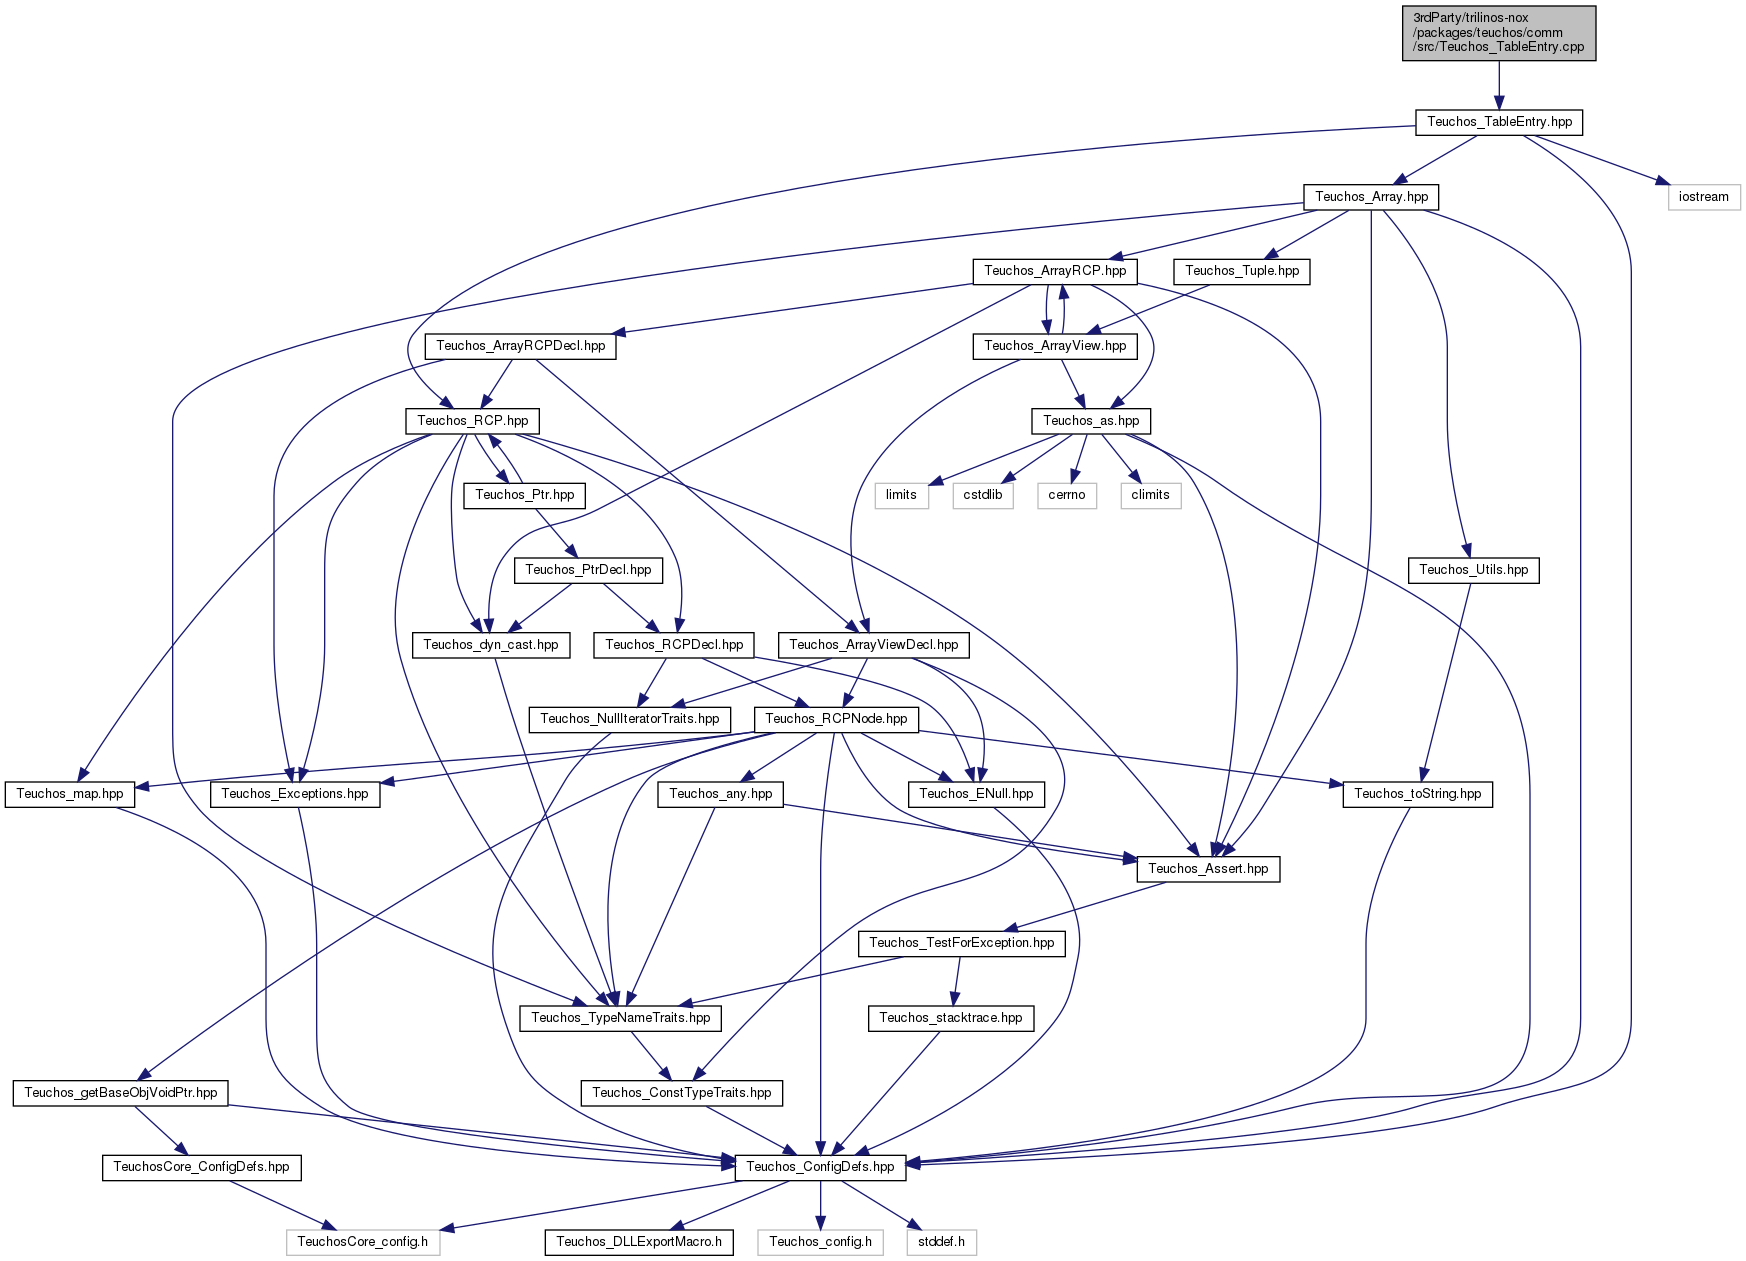 3rdParty/trilinos-nox
/packages/teuchos/comm
/src/Teuchos_TableEntry.cpp
Teuchos_TableEntry.hpp
Teuchos_Array.hpp
iostream
Teuchos_ArrayRCP.hpp
Teuchos_Tuple.hpp
Teuchos_ArrayRCPDecl.hpp
Teuchos_ArrayView.hpp
Teuchos_RCP.hpp
Teuchos_as.hpp
Teuchos_Ptr.hpp
limits
cstdlib
cerrno
climits
Teuchos_PtrDecl.hpp
Teuchos_Utils.hpp
Teuchos_dyn_cast.hpp
Teuchos_RCPDecl.hpp
Teuchos_ArrayViewDecl.hpp
Teuchos_NullIteratorTraits.hpp
Teuchos_RCPNode.hpp
Teuchos_map.hpp
Teuchos_Exceptions.hpp
Teuchos_any.hpp
Teuchos_ENull.hpp
Teuchos_toString.hpp
Teuchos_Assert.hpp
Teuchos_TestForException.hpp
Teuchos_TypeNameTraits.hpp
Teuchos_stacktrace.hpp
Teuchos_getBaseObjVoidPtr.hpp
Teuchos_ConstTypeTraits.hpp
TeuchosCore_ConfigDefs.hpp
Teuchos_ConfigDefs.hpp
TeuchosCore_config.h
Teuchos_DLLExportMacro.h
Teuchos_config.h
stddef.h